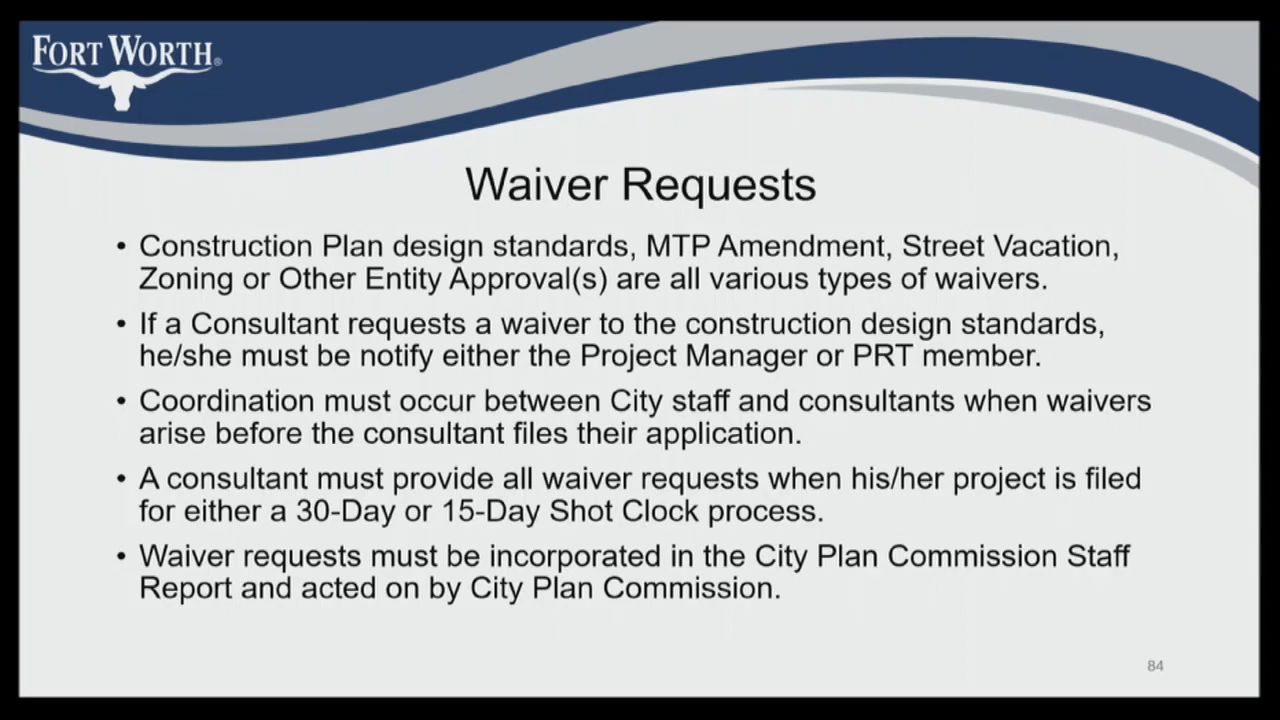 FORT WORTH®
Waiver Requests
• Construction Plan design standards, MTP Amendment, Street Vacation,
Zoning or Other Entity Approval(s) are all various types of waivers.
• If a Consultant requests a waiver to the construction design standards,
he/she must be notify either the Project Manager or PRT member.
• Coordination must occur between City staff and consultants when waivers
arise before the consultant files their application.
• A consultant must provide all waiver requests when his/her project is filed
for either a 30-Day or 15-Day Shot Clock process.
• Waiver requests must be incorporated in the City Plan Commission Staff
Report and acted on by City Plan Commission.
84